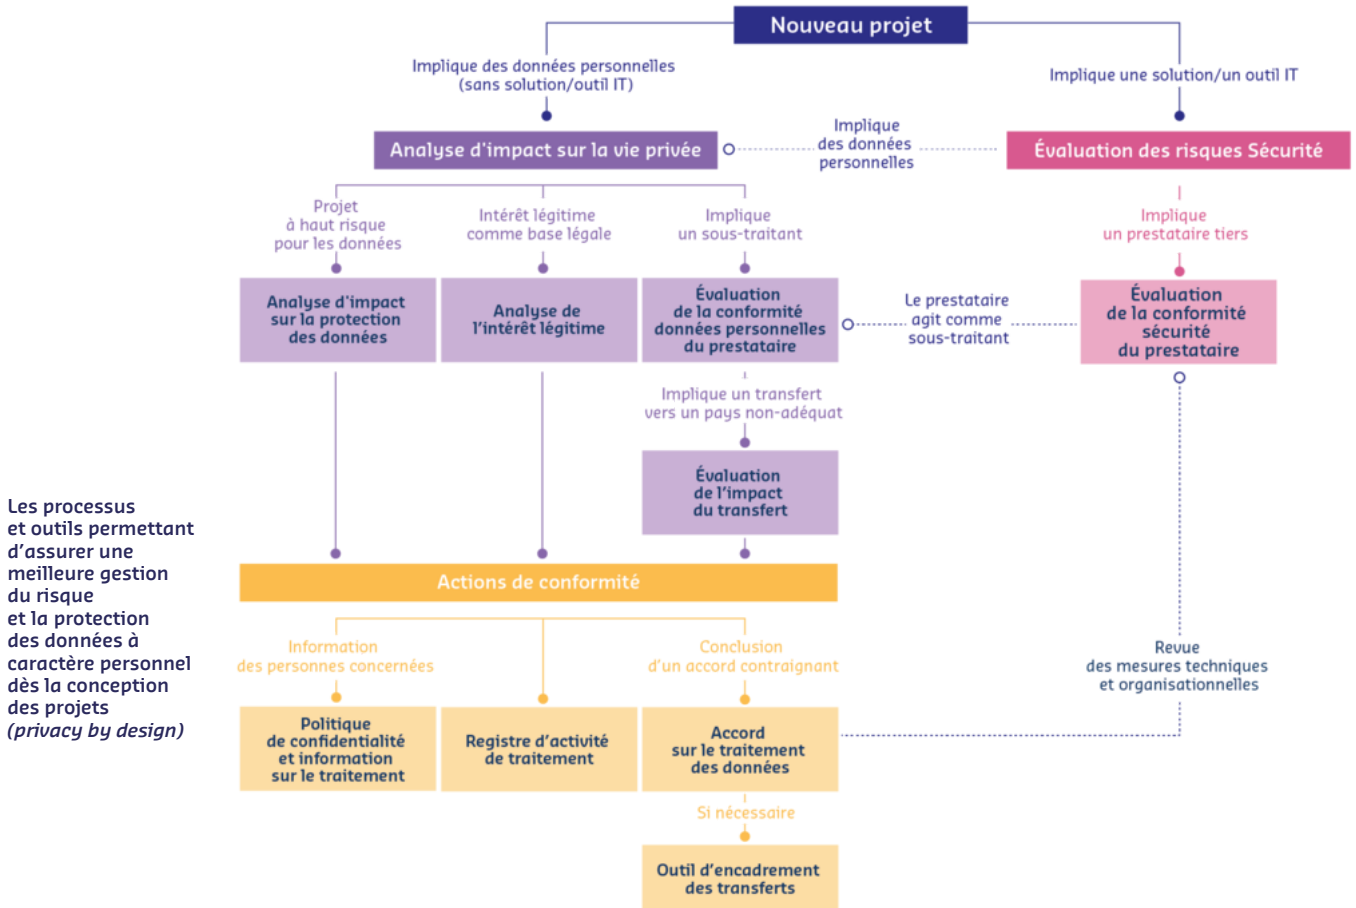 Nouveau projet
Implique des données personnelles
(sans solution/outil IT)
Implique une solution/un outil IT
Analyse d'impact sur la vie privée
Implique
des données
personnelles
Évaluation des risques Sécurité
Projet
à haut risque
pour les données
Intérêt légitime
comme base légale
Implique
un sous-traitant
Implique
un prestataire tiers
Analyse d'impact
sur la protection
des données
Analyse de
l'intérêt légitime
Évaluation
de la conformité
données personnelles
du prestataire
Le prestataire
agit comme
sous-traitant
Évaluation
de la conformité
sécurité
du prestataire
Implique un transfert
vers un pays non-adéquat
Évaluation
de l'impact
du transfert
Les processus
et outils permettant
d'assurer une
meilleure gestion
du risque
et la protection
des données à
caractère personnel
dès la conception
des projets
(privacy by design)
Actions de conformité
Information
des personnes concernées
Conclusion
d'un accord contraignant
Revue
des mesures techniques
et organisationnelles
Politique
de confidentialité
et information
sur le traitement
Registre d'activité
de traitement
Accord
sur le traitement
des données
Si nécessaire
Outil d'encadrement
des transferts